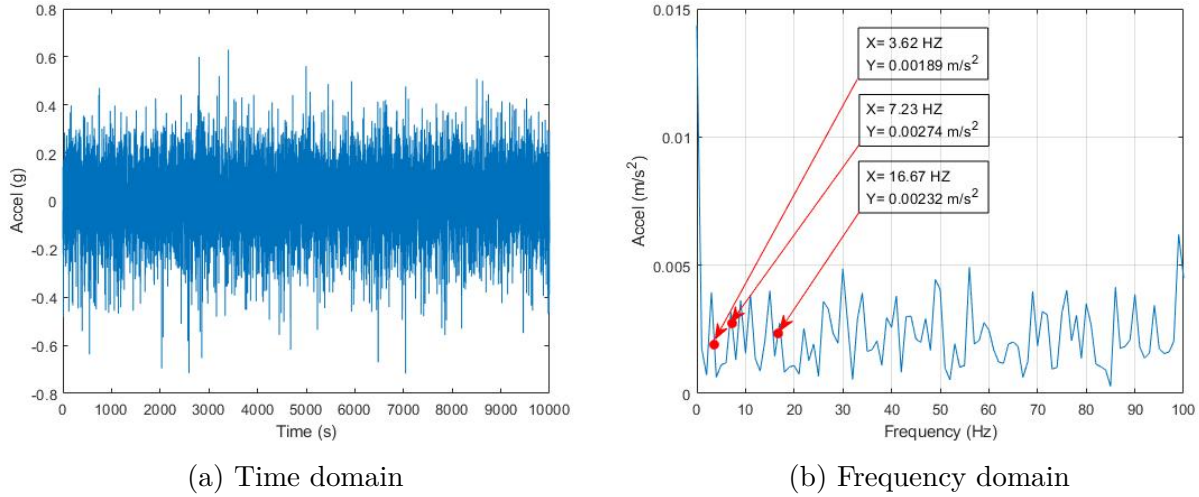 0.8
0.6
0.4
0.2
0
-0.2
-0.4
-0.6
-0.8
Accel (g)
0 1000 2000 3000 4000 5000 6000 7000 8000 9000 10000
Time (s)
(a) Time domain
0.015
0.01
0.005
0
Accel (m/s²)
X= 3.62 HZ
Y= 0.00189 m/s²
X= 7.23 HZ
Y= 0.00274 m/s²
X= 16.67 HZ
Y= 0.00232 m/s²
0 10 20 30 40 50 60 70 80 90 100
Frequency (Hz)
(b) Frequency domain